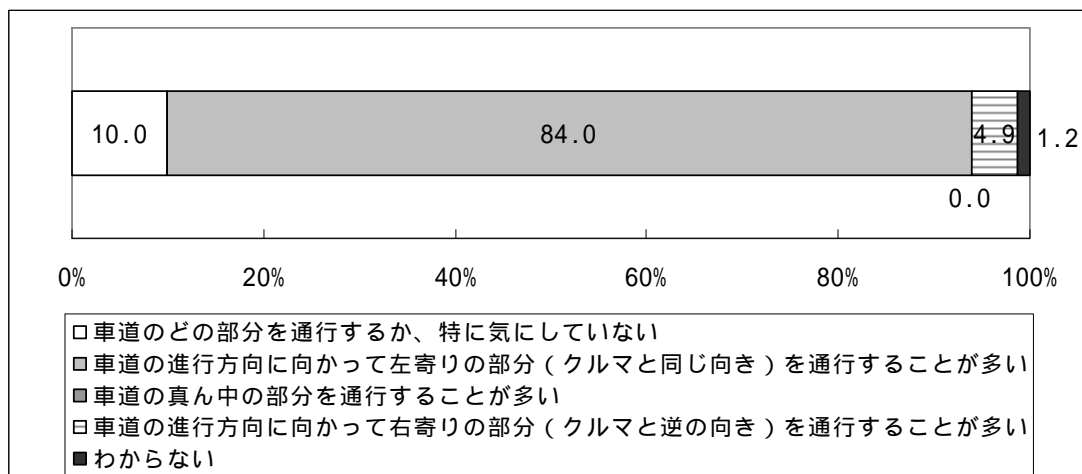 10.0 84.0 4.9 1.2
0.0
0% 20% 40% 60% 80% 100%
□車道のどの部分を通行するか、特に気にしていない
■車道の進行方向に向かって左寄りの部分（クルマと同じ向き）を通行することが多い
■車道の真ん中の部分を通行することが多い
□車道の進行方向に向かって右寄りの部分（クルマと逆の向き）を通行することが多い
■わからない